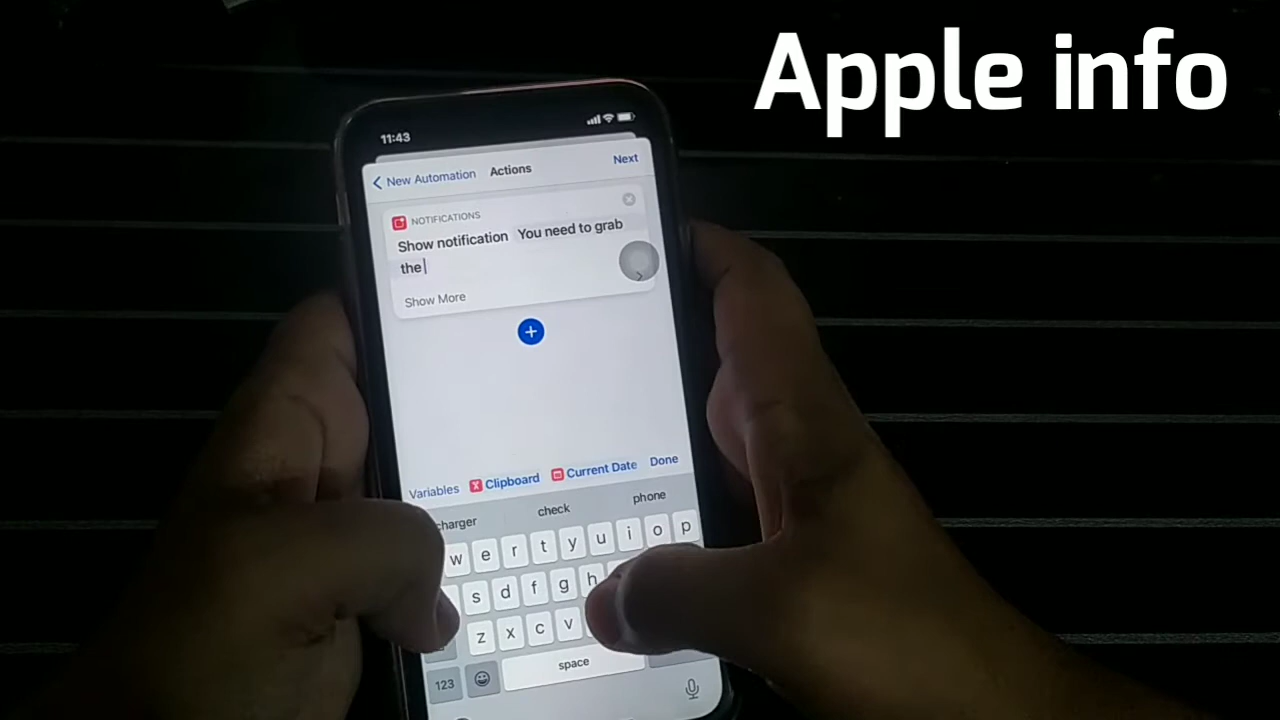 Apple info
11:43
New Automation Actions Next
NOTIFICATIONS
Show notification You need to grab
the
Show More
Variables Clipboard Current Date Done
charger check phone
w e r t y u i o p
s d f g h
z x c v
123 space